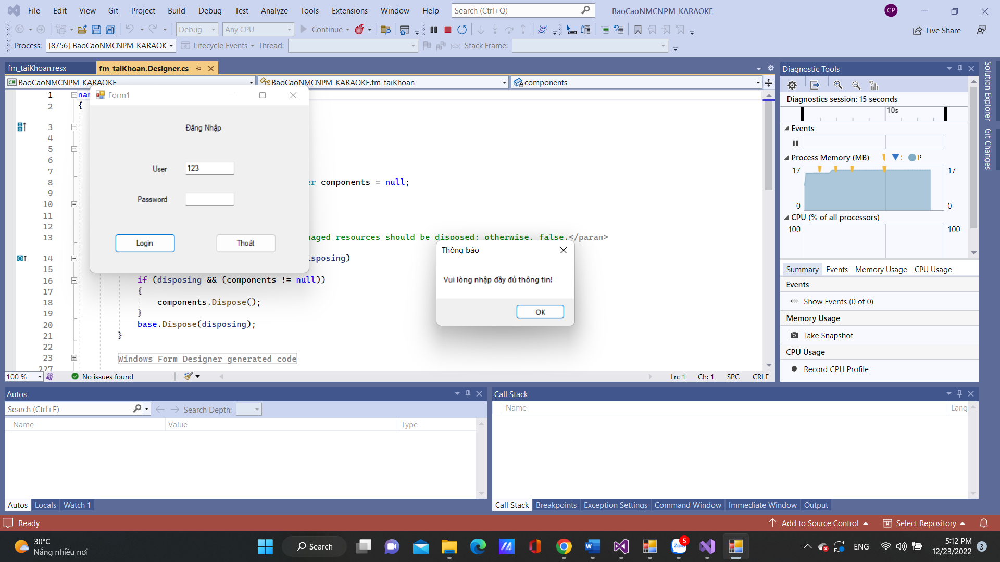 File Edit View Git Project Build Debug Test Analyze Tools Extensions Window Help Search (Ctrl+Q) BaoCaoNMCNPM_KARAOKE CP
Debug Any CPU Continue Live Share
Process: [8756] BaoCaoNMCNPM_KARAOK Lifecycle Events Thread: Stack Frame:
fm_taiKhoan.resx fm_taiKhoan.Designer.cs
BaoCaoNMCNPM_KARAOKE BaoCaoNMCNPM_KARAOKE.fm_taiKhoan components
1
2 {
3
4
5
6
7
8 components = null;
9
10
11
12
13 naged resources should be disposed; otherwise, false.</param>
14 isposing)
15
16 if (disposing && (components != null))
17 {
18 components.Dispose();
19 }
20 base.Dispose(disposing);
21 }
22
23 Windows Form Designer generated code
227
Form1
Đăng Nhập
User 123
Password
Login Thoát
Thông báo
Vui lòng nhập đầy đủ thông tin!
OK
100 % No issues found Ln: 1 Ch: 1 SPC CRLF
Diagnostic Tools
Diagnostics session: 15 seconds
10s
Events
Process Memory (MB) P
17 17
0 0
CPU (% of all processors)
100 100
Summary Events Memory Usage CPU Usage
Events
Show Events (0 of 0)
Memory Usage
Take Snapshot
CPU Usage
Record CPU Profile
Solution Explorer
Git Changes
Autos
Search (Ctrl+E) Search Depth:
Name Value Type
Autos Locals Watch 1
Call Stack
Name Lang
Call Stack Breakpoints Exception Settings Command Window Immediate Window Output
Ready Add to Source Control Select Repository
30°C
Nắng nhiều nơi
Search
Zalo 5
ENG
5:12 PM
12/23/2022 3